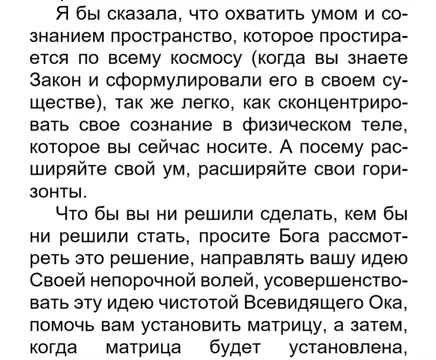 Я бы сказала, что охватить умом и со-
знанием пространство, которое простира-
ется по всему космосу (когда вы знаете
Закон и сформулировали его в своем су-
ществе), так же легко, как сконцентриро-
вать свое сознание в физическом теле,
которое вы сейчас носите. А посему рас-
ширяйте свой ум, расширяйте свои гори-
зонты.
Что бы вы ни решили сделать, кем бы
ни решили стать, просите Бога рассмот-
реть это решение, направлять вашу идею
Своей непорочной волей, усовершенство-
вать эту идею чистотой Всевидящего Ока,
помочь вам установить матрицу, а затем,
когда матрица будет установлена,